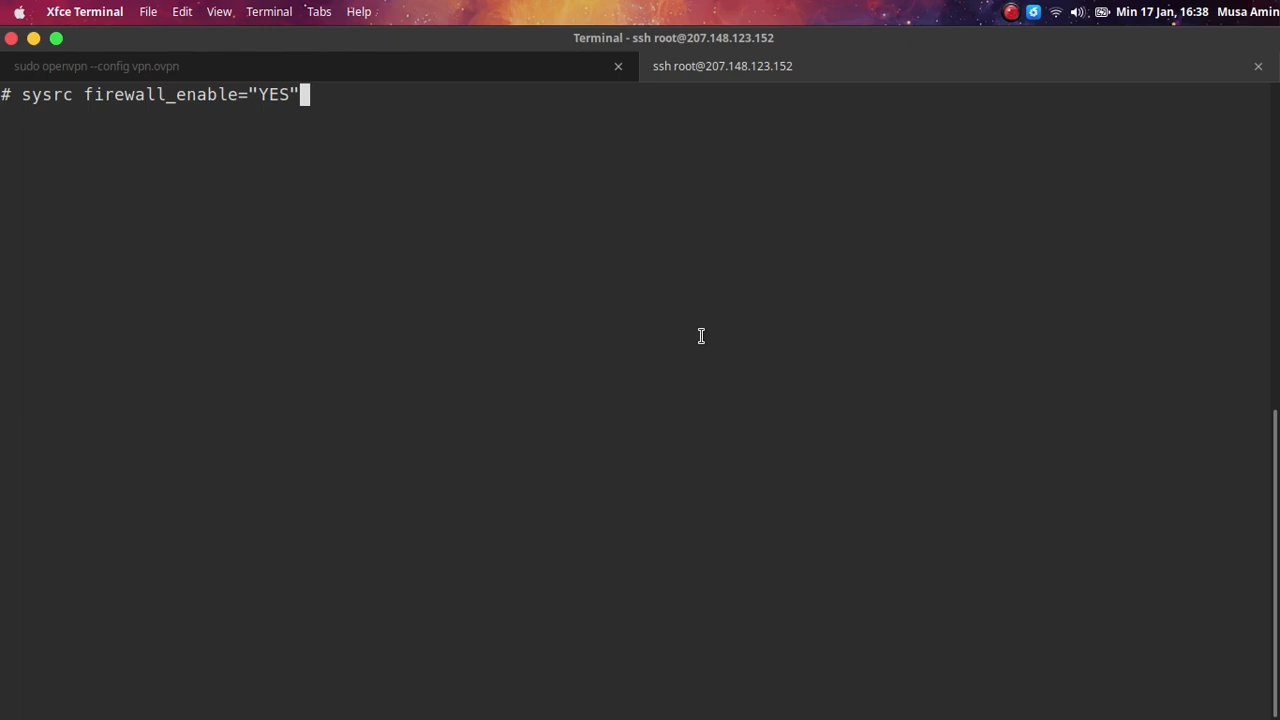 Xfce Terminal File Edit View Terminal Tabs Help Min 17 Jan, 16:38 Musa Amin
Terminal - ssh root@207.148.123.152
sudo openvpn --config vpn.ovpn ssh root@207.148.123.152
# sysrc firewall_enable="YES"